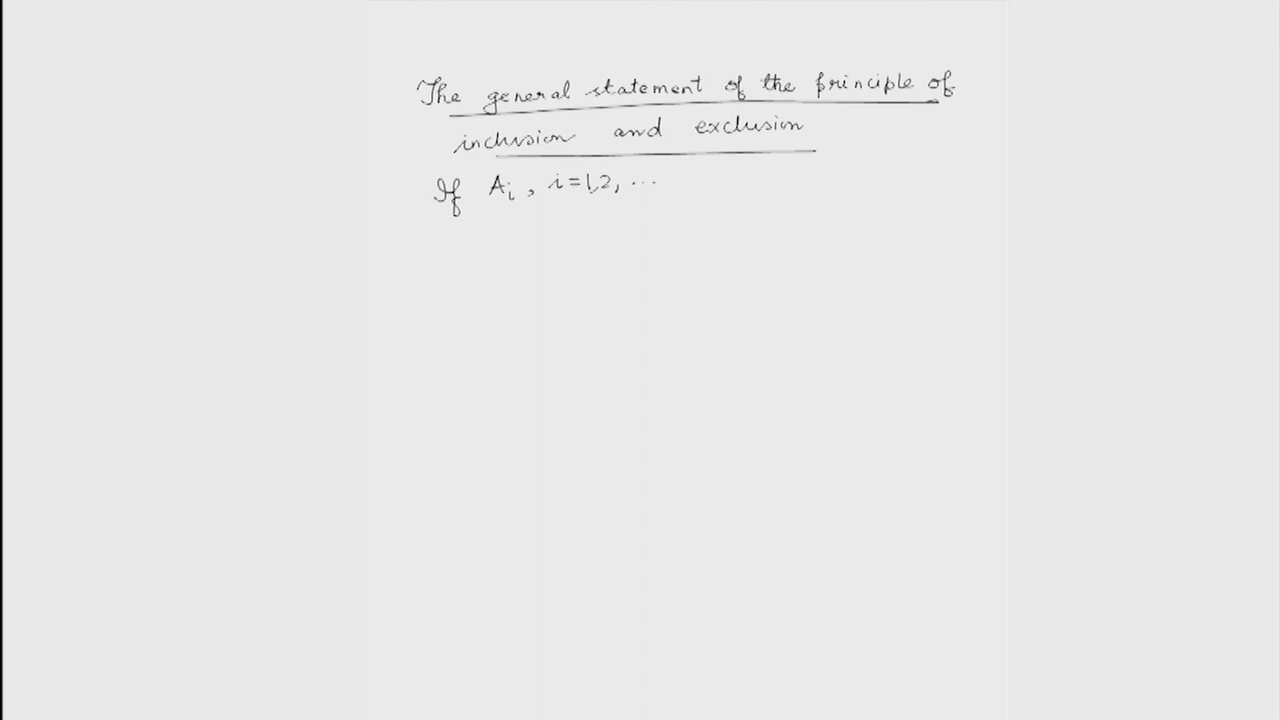 The general statement of the principle of
inclusion and exclusion
If Ai, i=1,2, ...